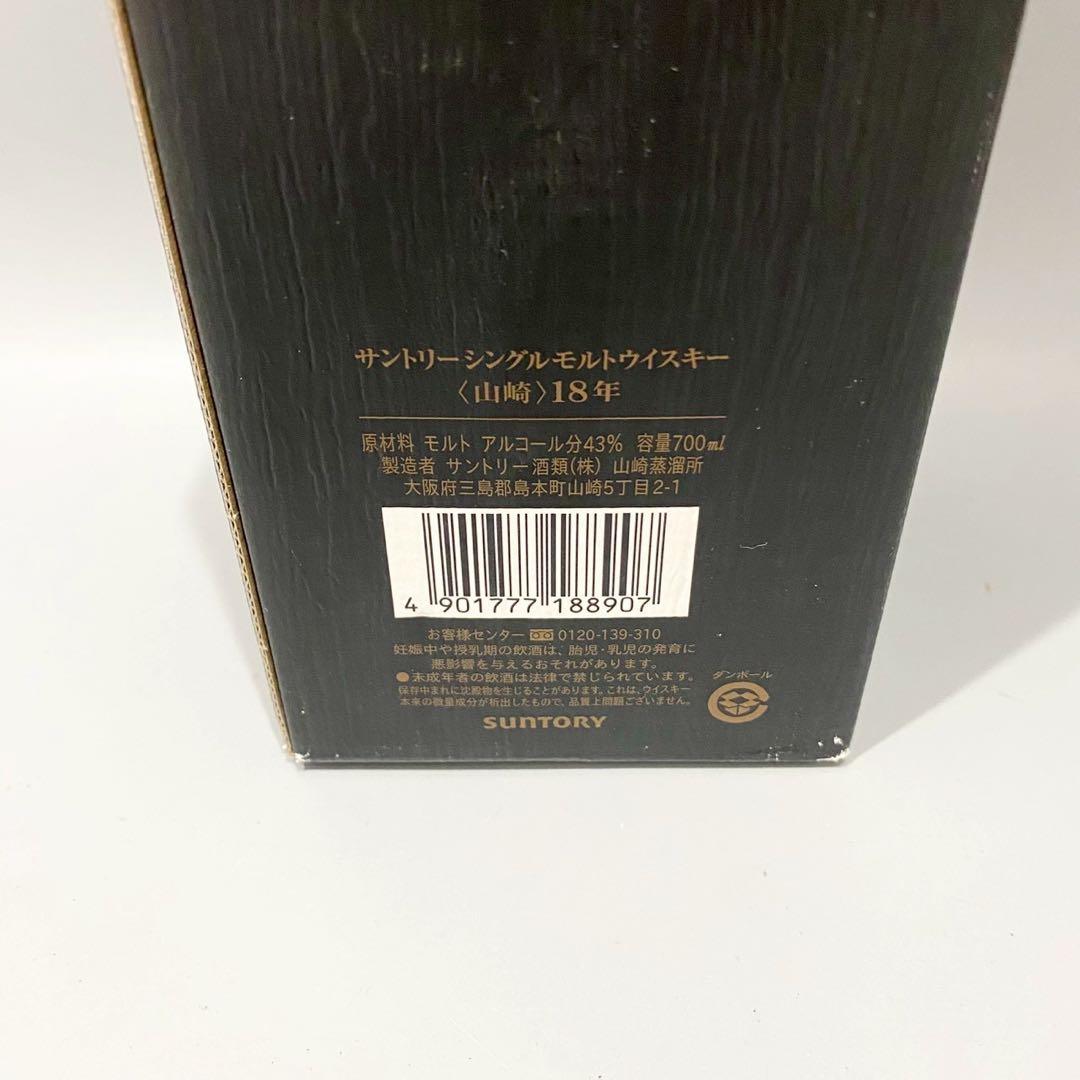 サントリーシングルモルトウイスキー
〈山崎〉18年
原材料 モルト アルコール分43% 容量700ml
製造者 サントリー酒類(株) 山崎蒸溜所
大阪府三島郡島本町山崎5丁目2-1
4 901777 188907
お客様センター 0120-139-310
妊娠中や授乳期の飲酒は、胎児・乳児の発育に
悪影響を与えるおそれがあります。
●未成年者の飲酒は法律で禁じられています。
保存中まれに沈殿物を生じることがあります。これは、ウイスキー
本来の微量成分が析出したもので、品質上問題ございません。
ダンボール
SUNTORY